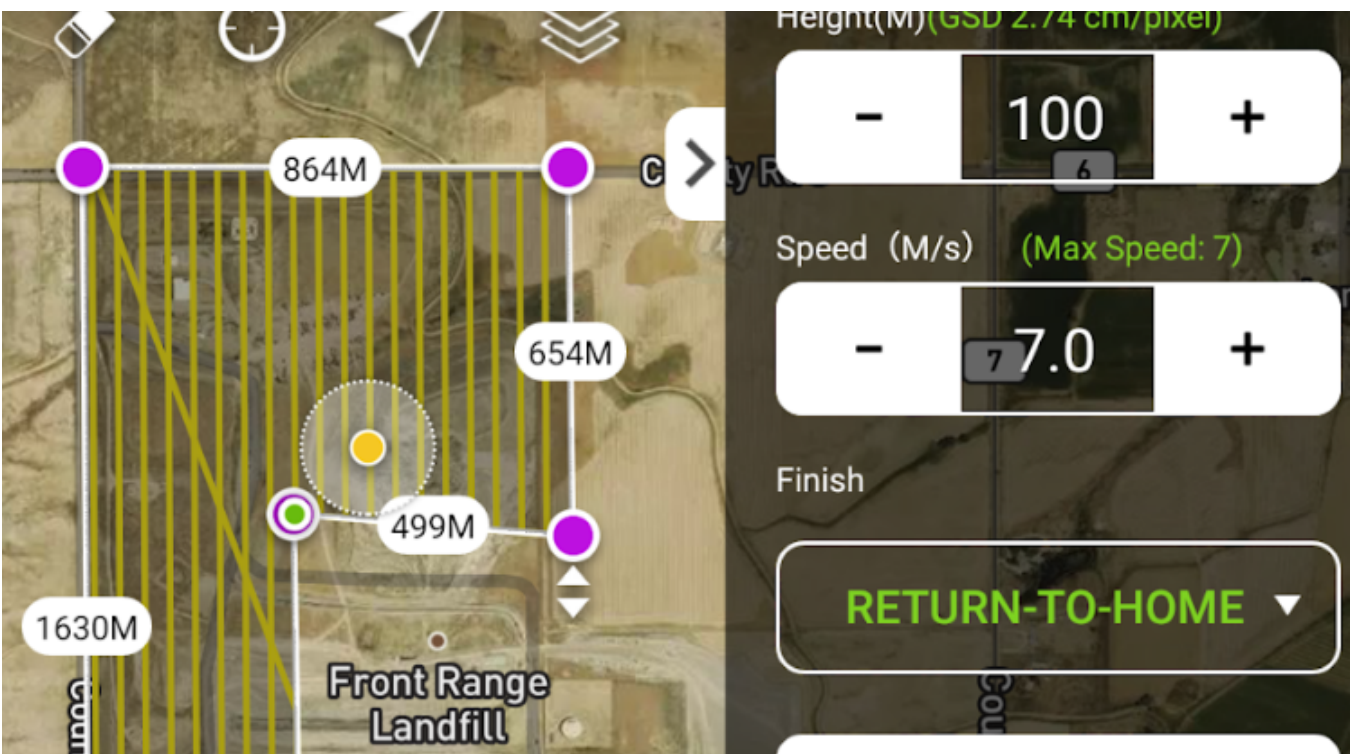 Height(M)(GSD 2.74 cm/pixel)
864M
- 100 +
6
Speed（M/s） (Max Speed: 7)
654M
- 7.0 +
7
499M
Finish
1630M
RETURN-TO-HOME
Front Range
Landfill
Cou